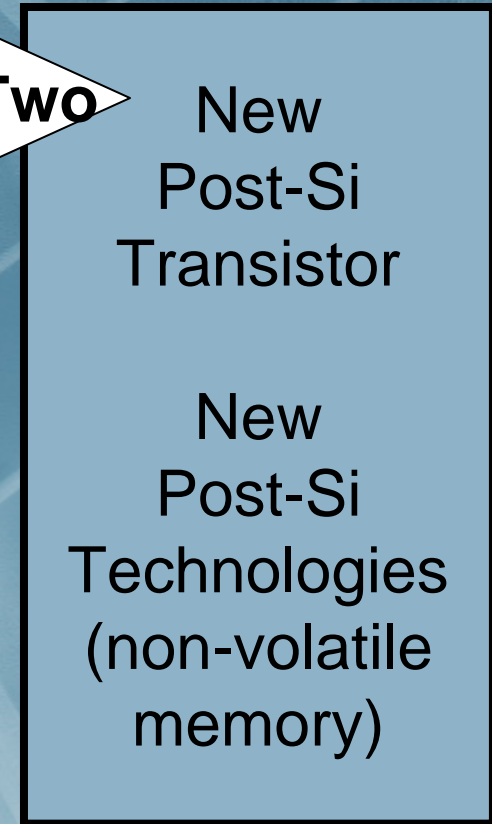 Two
New
Post-Si
Transistor
New
Post-Si
Technologies
(non-volatile
memory)